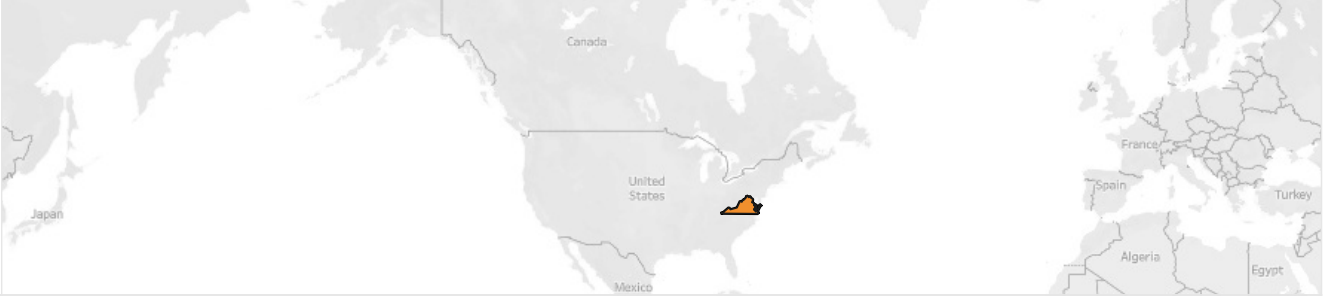 Canada
France
United
States
Spain
Turkey
Japan
Algeria
Egypt
Mexico